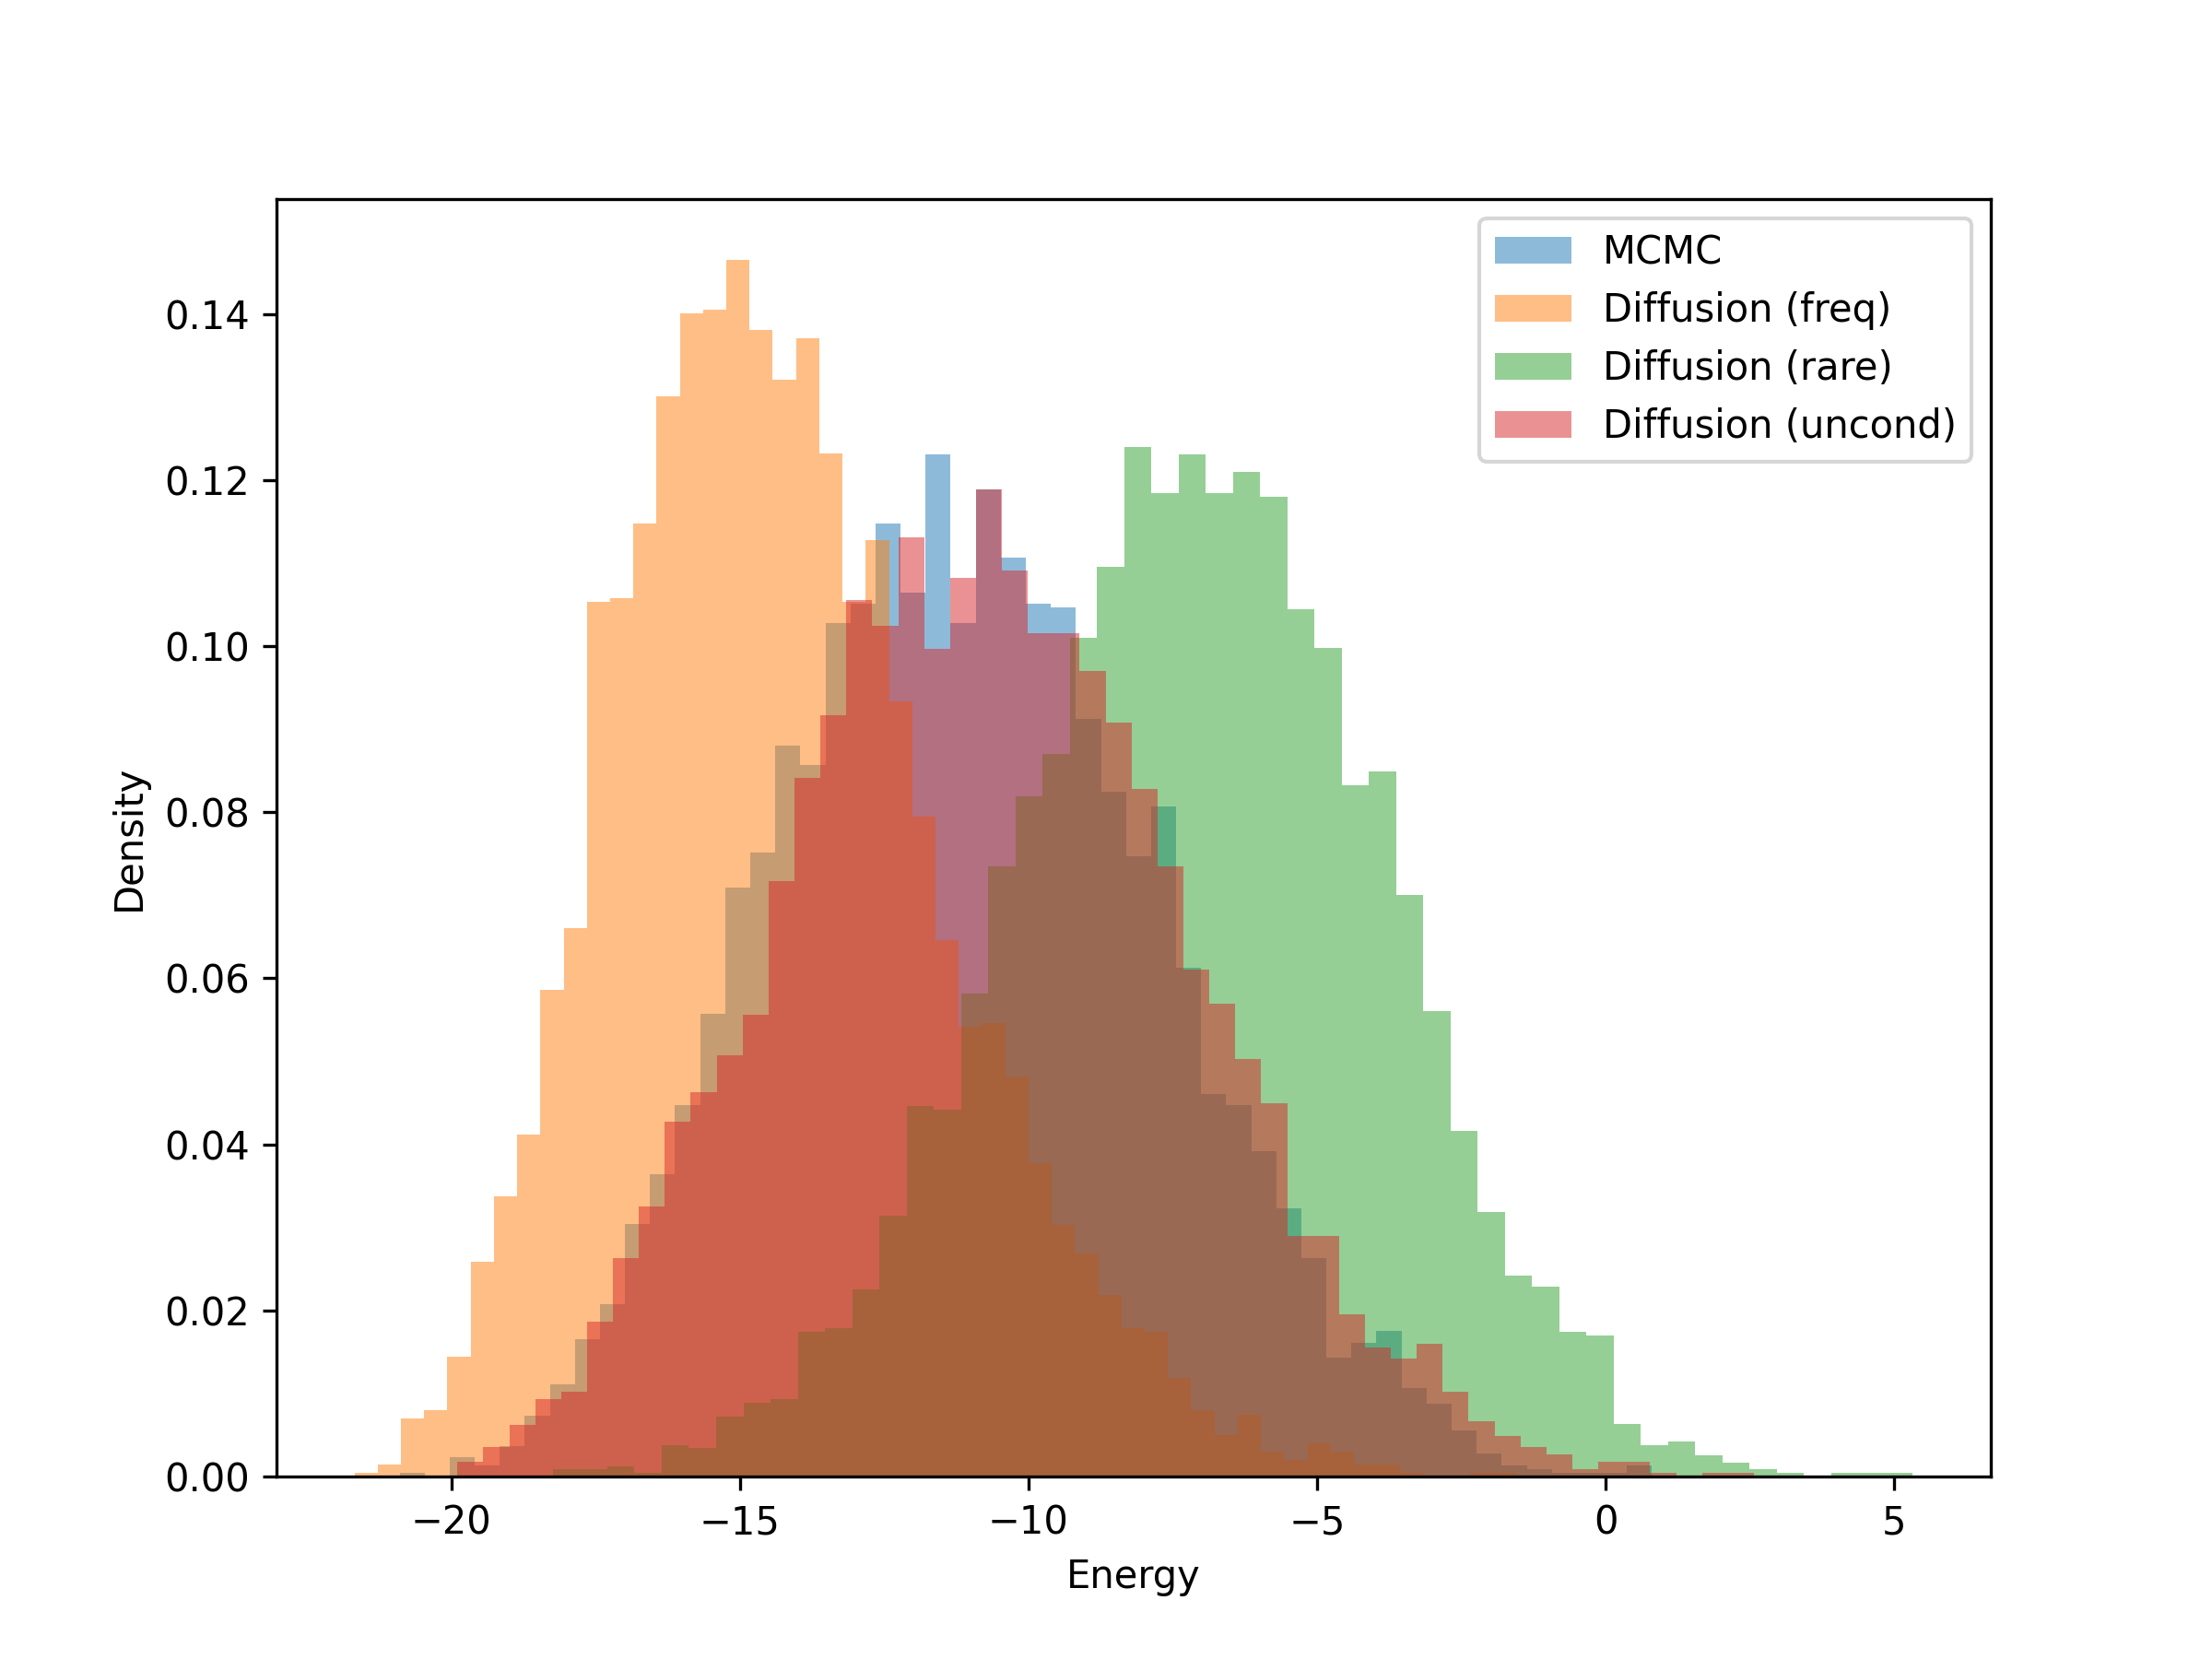 MCMC
Diffusion (freq)
Diffusion (rare)
Diffusion (uncond)
0.14
0.12
0.10
0.08
0.06
0.04
0.02
0.00
Density
−20 −15 −10 −5 0 5
Energy